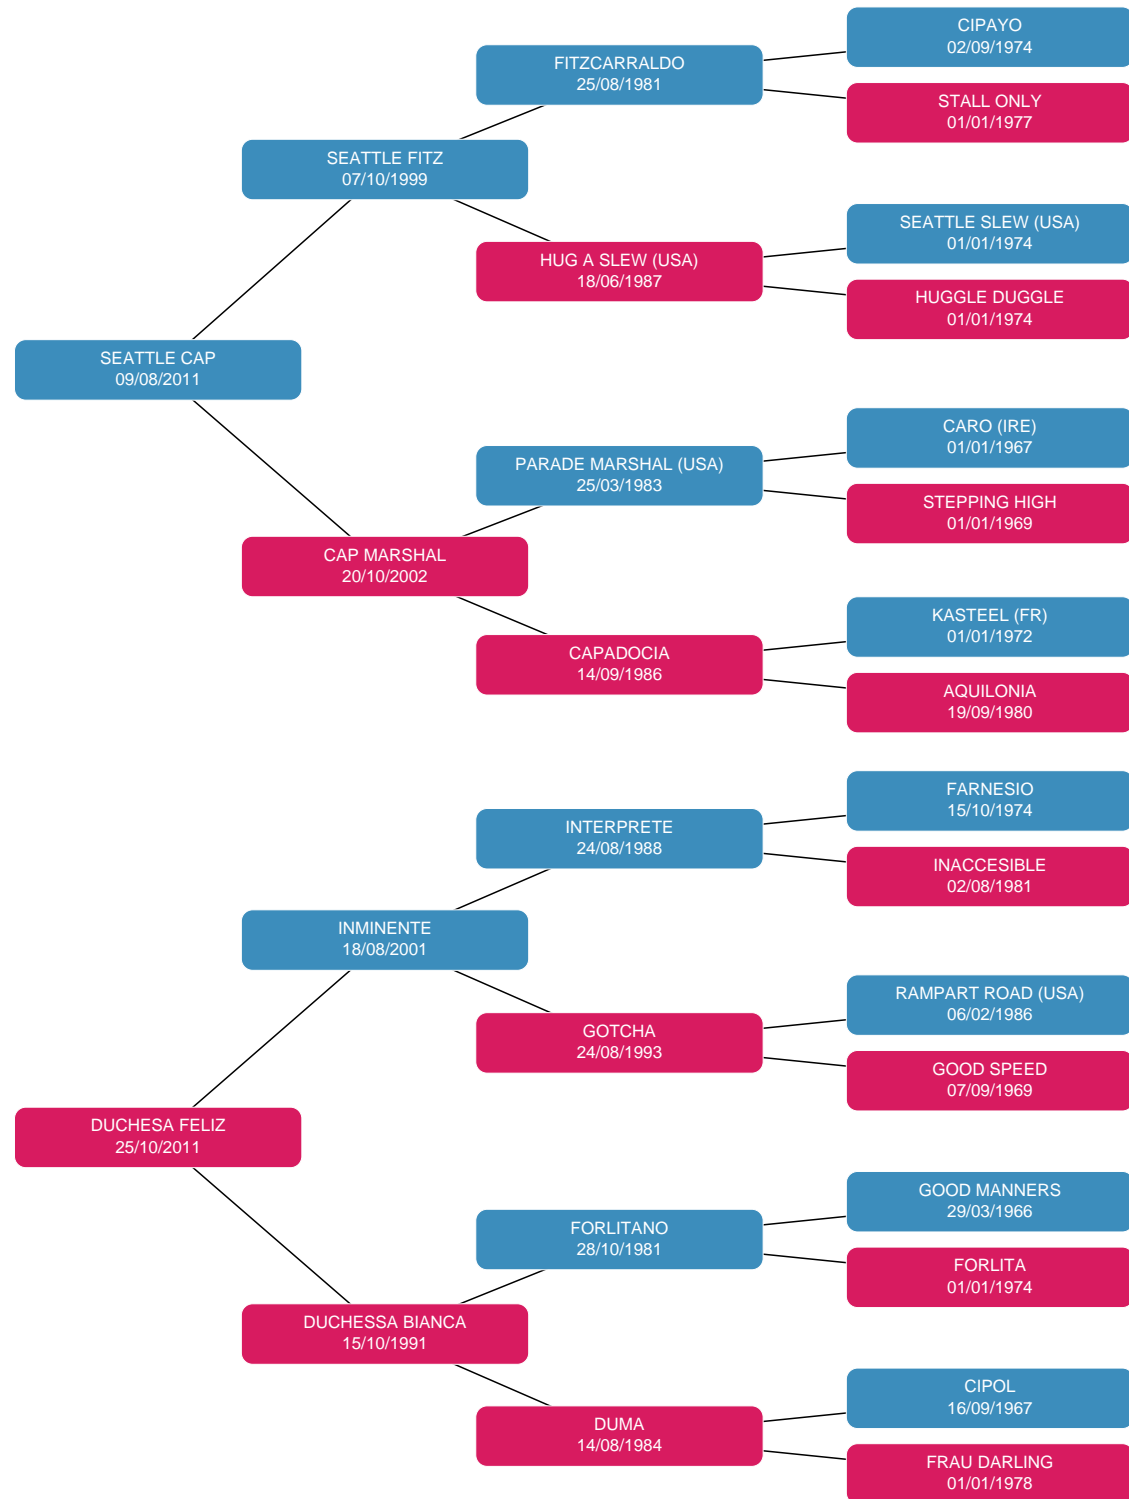 CIPAYO
02/09/1974
FITZCARRALDO
25/08/1981
STALL ONLY
01/01/1977
SEATTLE FITZ
07/10/1999
SEATTLE SLEW (USA)
01/01/1974
HUG A SLEW (USA)
18/06/1987
HUGGLE DUGGLE
01/01/1974
SEATTLE CAP
09/08/2011
CARO (IRE)
01/01/1967
PARADE MARSHAL (USA)
25/03/1983
STEPPING HIGH
01/01/1969
CAP MARSHAL
20/10/2002
KASTEEL (FR)
01/01/1972
CAPADOCIA
14/09/1986
AQUILONIA
19/09/1980
FARNESIO
15/10/1974
INTERPRETE
24/08/1988
INACCESIBLE
02/08/1981
INMINENTE
18/08/2001
RAMPART ROAD (USA)
06/02/1986
GOTCHA
24/08/1993
GOOD SPEED
07/09/1969
DUCHESA FELIZ
25/10/2011
GOOD MANNERS
29/03/1966
FORLITANO
28/10/1981
FORLITA
01/01/1974
DUCHESSA BIANCA
15/10/1991
CIPOL
16/09/1967
DUMA
14/08/1984
FRAU DARLING
01/01/1978